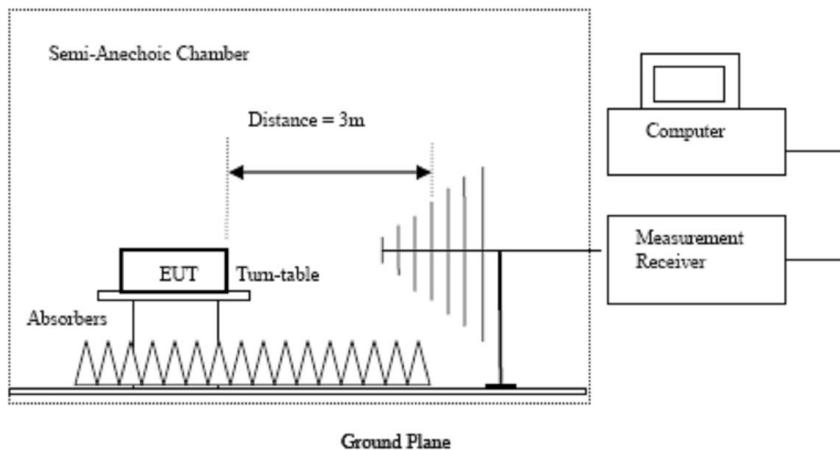 Semi-Anechoic Chamber
Distance = 3m
Computer
Measurement
Receiver
EUT
Turn-table
Absorbers
Ground Plane